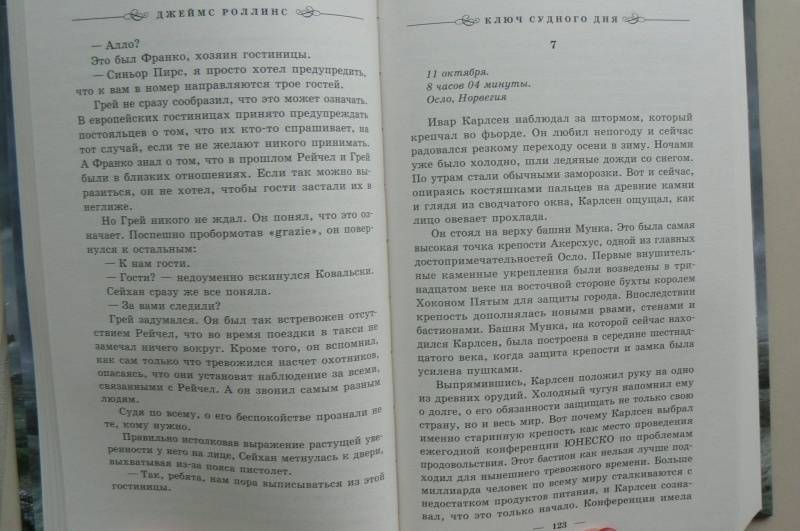 ДЖЕЙМС РОЛЛИНС
— Алло?
Это был Франко, хозяин гостиницы.
— Синьор Пирс, я просто хотел предупредить,
что к вам в номер направляются трое гостей.
Грей не сразу сообразил, что это может означать.
В европейских гостиницах принято предупреждать
постояльцев о том, что их кто-то спрашивает, на
тот случай, если те не желают никого принимать.
А Франко знал о том, что в прошлом Рейчел и Грей
были в близких отношениях. Если так можно вы-
разиться, он не хотел, чтобы гости застали их в
неглиже.
Но Грей никого не ждал. Он понял, что это оз-
начает. Поспешно пробормотав «grazie», он повер-
нулся к остальным:
— К нам гости.
— Гости? — недоуменно вскинулся Ковальски.
Сейхан сразу же все поняла.
— За вами следили?
Грей задумался. Он был так встревожен отсут-
ствием Рейчел, что во время поездки в такси не
замечал ничего вокруг. Кроме того, он вспомнил,
как сам только что тревожился насчет охотников,
опасаясь, что они установят наблюдение за всеми,
связанными с Рейчел. А он звонил самым разным
людям.
Судя по всему, о его беспокойстве прознали не
те, кому нужно.
Правильно истолковав выражение растущей уве-
ренности у него на лице, Сейхан метнулась к двери,
выхватывая из-за пояса пистолет.
— Так, ребята, нам пора выписываться из этой
гостиницы.
КЛЮЧ СУДНОГО ДНЯ
7
11 октября.
8 часов 04 минуты.
Осло, Норвегия
Ивар Карлсен наблюдал за штормом, который
крепчал во фьорде. Он любил непогоду и сейчас
радовался резкому переходу осени в зиму. Ночами
уже было холодно, шли ледяные дожди со снегом.
По утрам стали обычными заморозки. Вот и сейчас,
опираясь костяшками пальцев на древние камни
и глядя из сводчатого окна, Карлсен ощущал, как
лицо овевает прохлада.
Он стоял на верху башни Мунка. Это была самая
высокая точка крепости Акерсхус, одной из главных
достопримечательностей Осло. Первые внушитель-
ные каменные укрепления были возведены в три-
надцатом веке на восточной стороне бухты королем
Хоконом Пятым для защиты города. Впоследствии
крепость дополнялась новыми рвами, стенами и
бастионами. Башня Мунка, на которой сейчас нахо-
дился Карлсен, была построена в середине шестнад-
цатого века, когда защита крепости и замка была
усилена пушками.
Выпрямившись, Карлсен положил руку на одно
из древних орудий. Холодный чугун напомнил ему
о долге, о его обязанности защищать не только свою
страну, но и весь мир. Вот почему Карлсен выбрал
именно старинную крепость как место проведения
ежегодной конференции ЮНЕСКО по проблемам
продовольствия. Этот бастион как нельзя лучше под-
ходил для нынешнего тревожного времени. Больше
миллиарда человек по всему миру сталкиваются с
недостатком продуктов питания, и Карлсен созна-
вал, что это только начало. Конференция имела
— 123 —